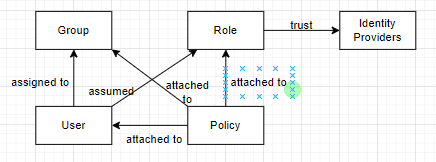 Group
Role
trust
Identity
Providers
assigned to
assumed
attached
to
attached to
User
Policy
attached to